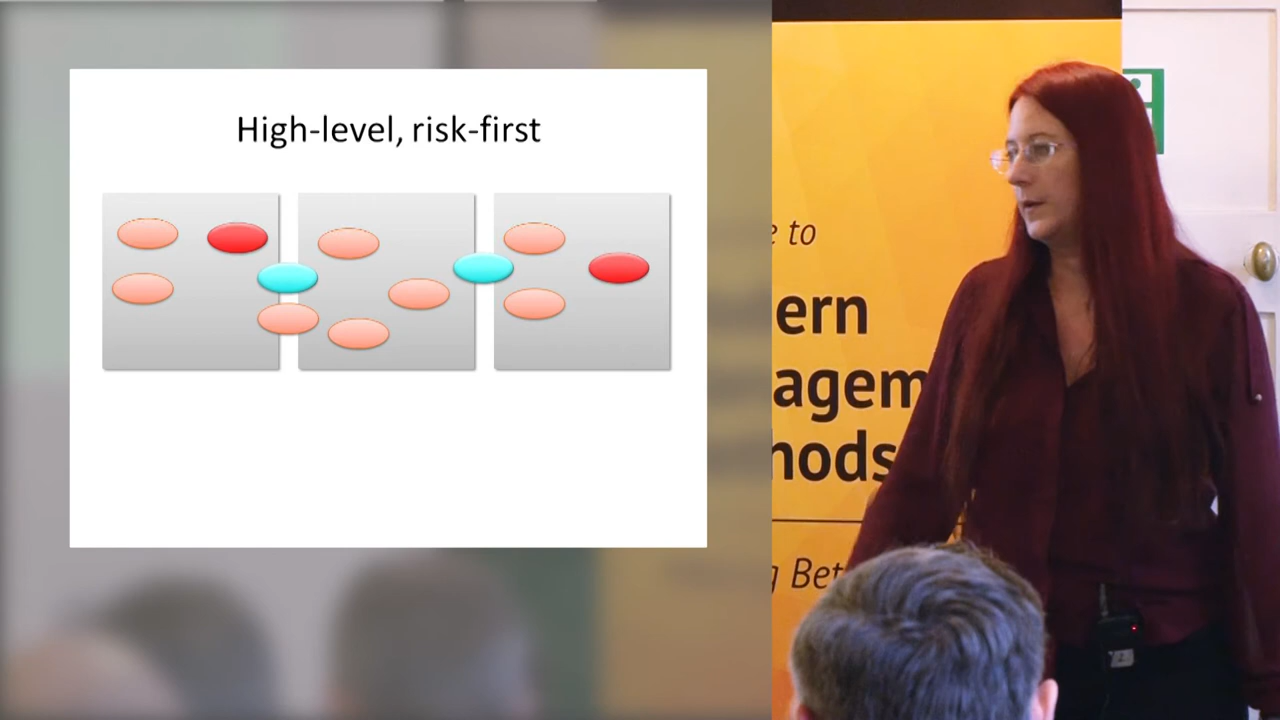 High-level, risk-first
e to
ern
agem
hods
g Bet